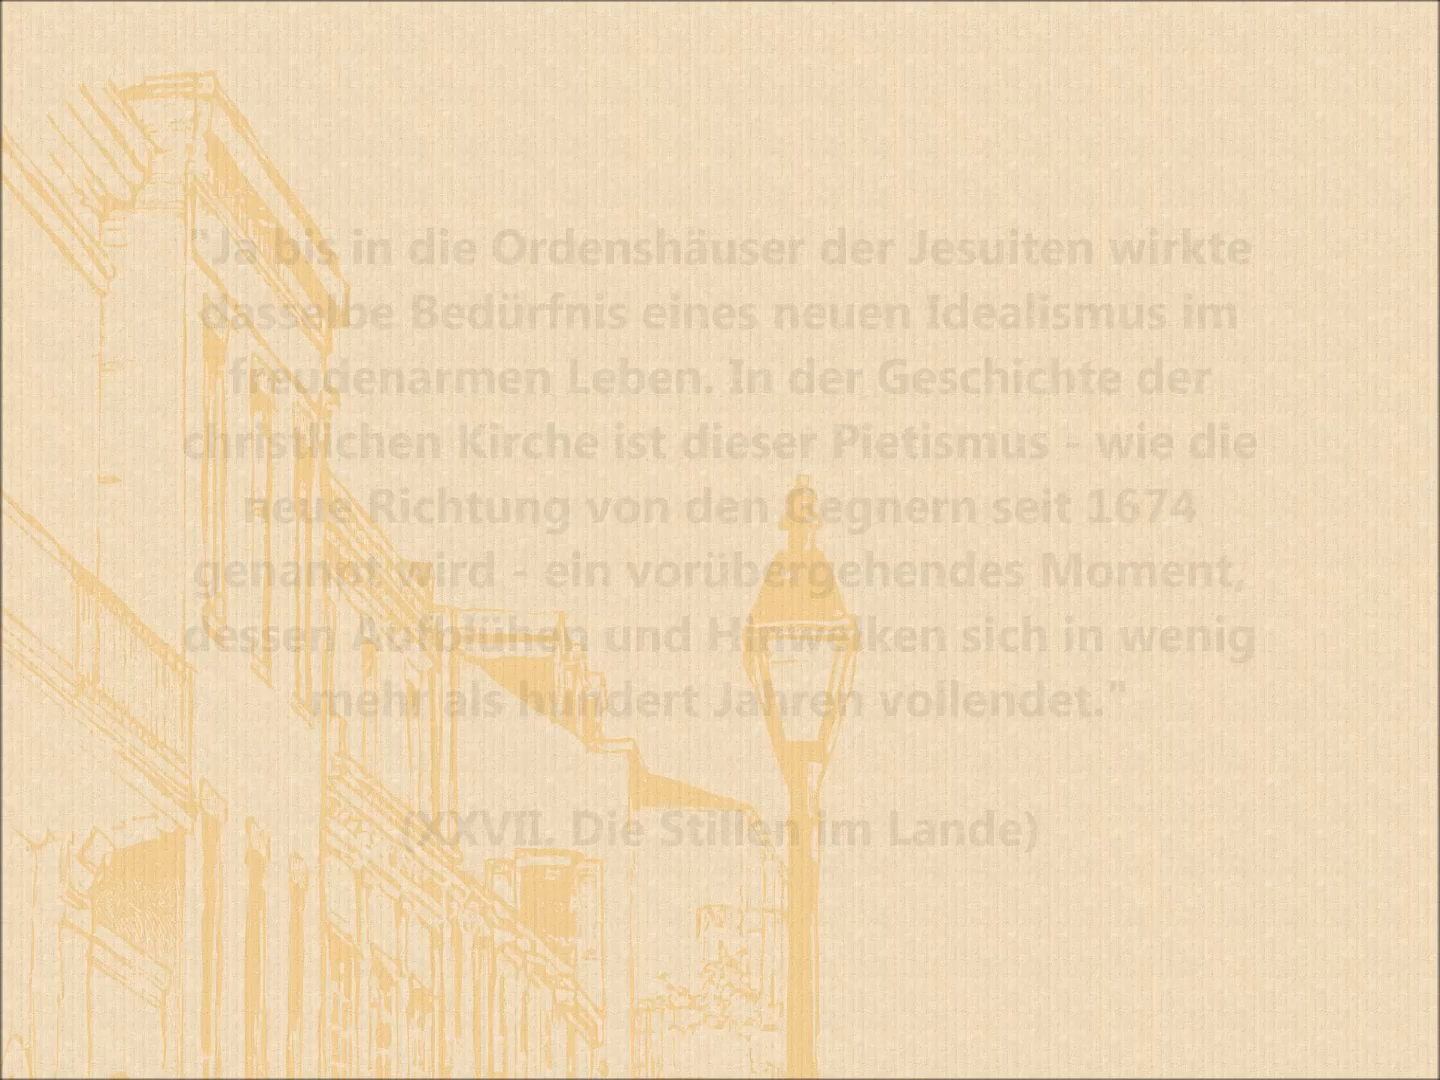 "Ja bis in die Ordenshäuser der Jesuiten wirkte
dasselbe Bedürfnis eines neuen Idealismus im
freudenarmen Leben. In der Geschichte der
christlichen Kirche ist dieser Pietismus - wie die
neue Richtung von den Gegnern seit 1674
genannt wird - ein vorübergehendes Moment,
dessen Aufblühen und Hinwelken sich in wenig
mehr als hundert Jahren vollendet."
(XXVII. Die Stillen im Lande)